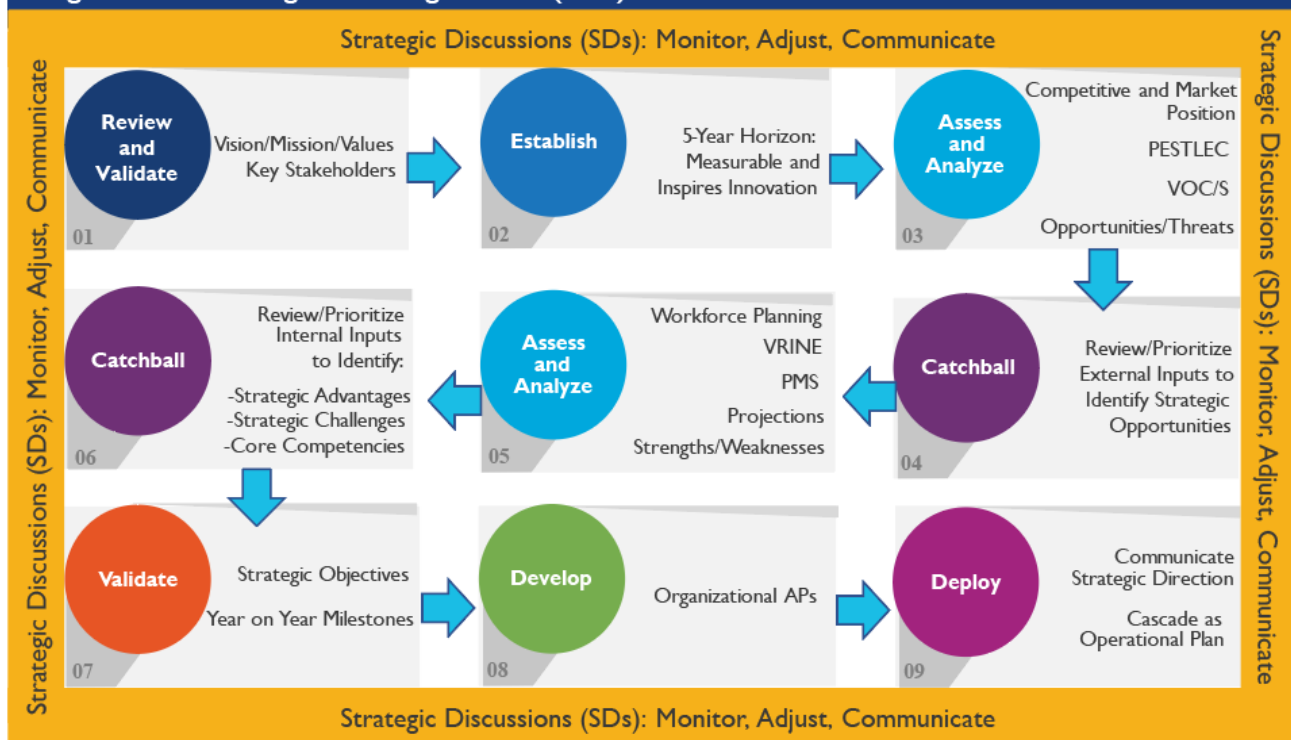 Strategic Discussions (SDs): Monitor, Adjust, Communicate
Strategic Discussions (SDs): Monitor, Adjust, Communicate
Review
and
Validate
Vision/Mission/Values
Key Stakeholders
01
Establish
5-Year Horizon:
Measurable and
Inspires Innovation
02
Assess
and
Analyze
Competitive and Market
Position
PESTLEC
VOC/S
Opportunities/Threats
03
Catchball
Review/Prioritize
External Inputs to
Identify Strategic
Opportunities
04
Assess
and
Analyze
Workforce Planning
VRINE
PMS
Projections
Strengths/Weaknesses
05
Catchball
Review/Prioritize
Internal Inputs
to Identify:
-Strategic Advantages
-Strategic Challenges
-Core Competencies
06
Validate
Strategic Objectives
Year on Year Milestones
07
Develop
Organizational APs
08
Deploy
Communicate
Strategic Direction
Cascade as
Operational Plan
09
Strategic Discussions (SDs): Monitor, Adjust, Communicate
Strategic Discussions (SDs): Monitor, Adjust, Communicate